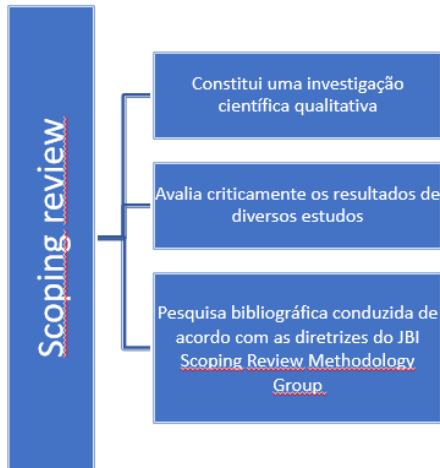 Scoping review
Constitui uma investigação
científica qualitativa
Avalia criticamente os resultados de
diversos estudos
Pesquisa bibliográfica conduzida de
acordo com as diretrizes do JBI
Scoping Review Methodology
Group